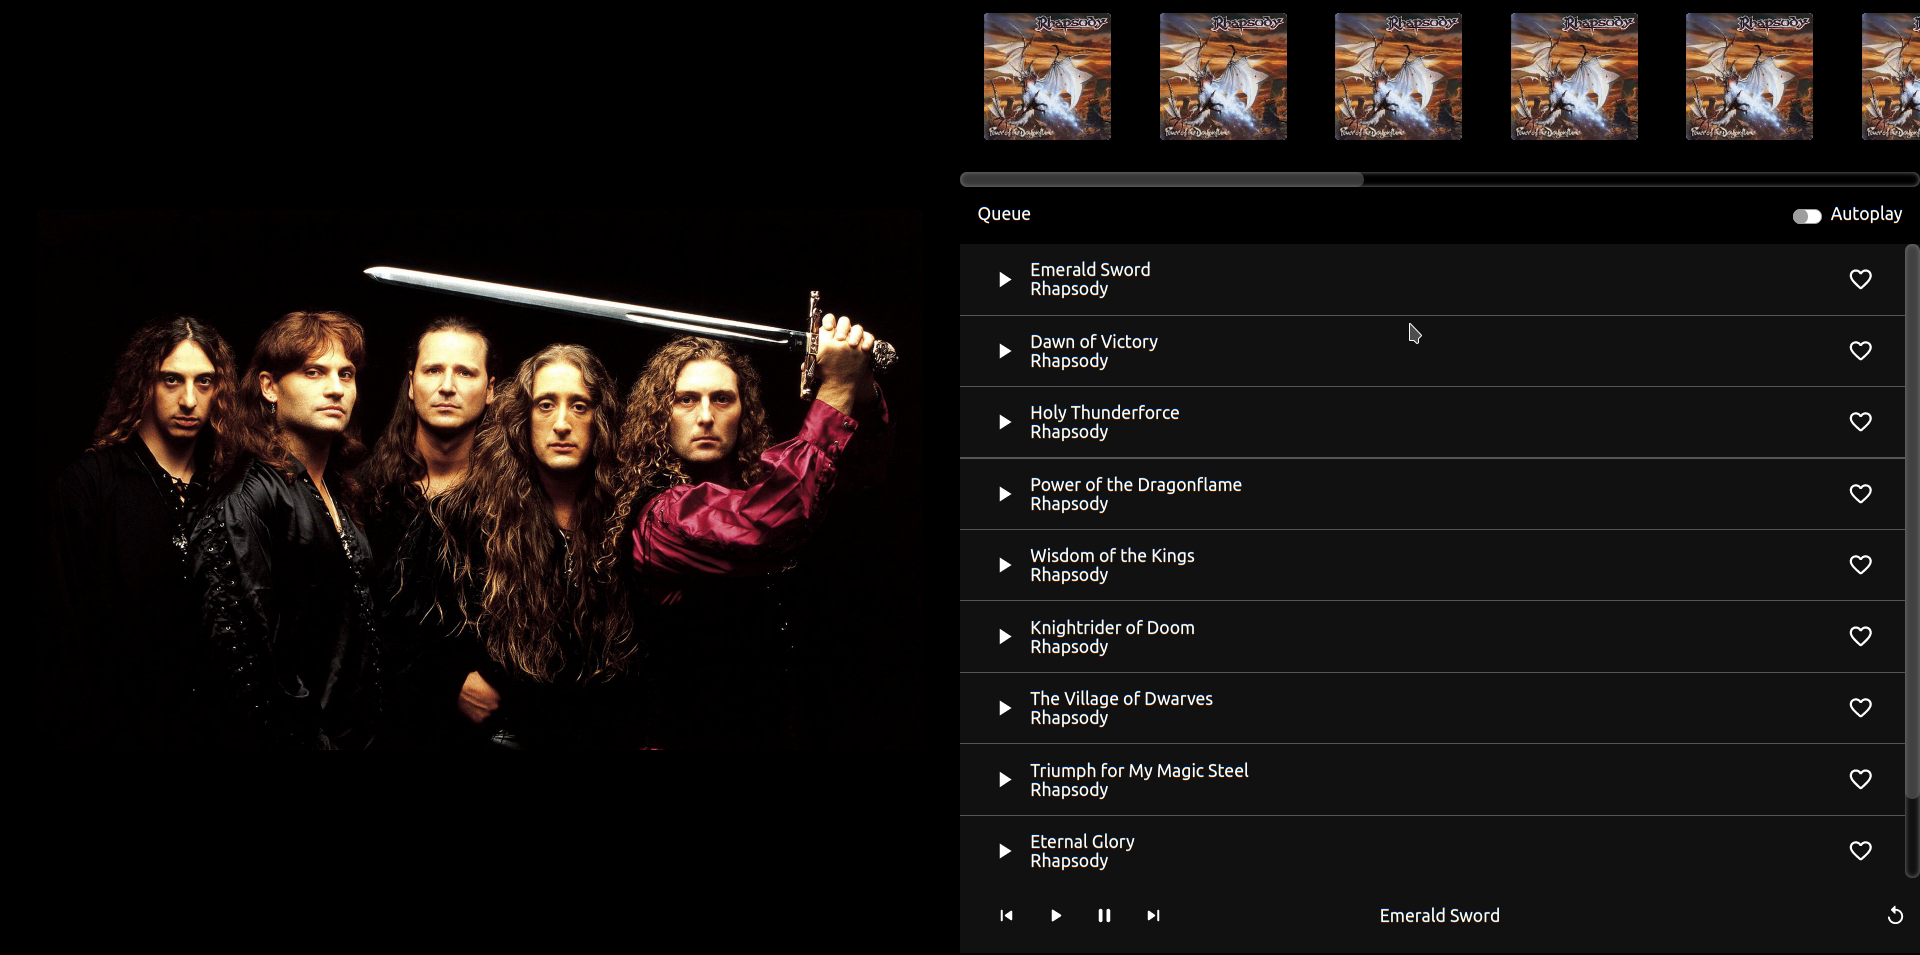 Rhapsody
Power of the Dragonflame
Rhapsody
Power of the Dragonflame
Rhapsody
Power of the Dragonflame
Rhapsody
Power of the Dragonflame
Rhapsody
Power of the Dragonflame
Queue
Autoplay
Emerald Sword
Rhapsody
Dawn of Victory
Rhapsody
Holy Thunderforce
Rhapsody
Power of the Dragonflame
Rhapsody
Wisdom of the Kings
Rhapsody
Knightrider of Doom
Rhapsody
The Village of Dwarves
Rhapsody
Triumph for My Magic Steel
Rhapsody
Eternal Glory
Rhapsody
Emerald Sword